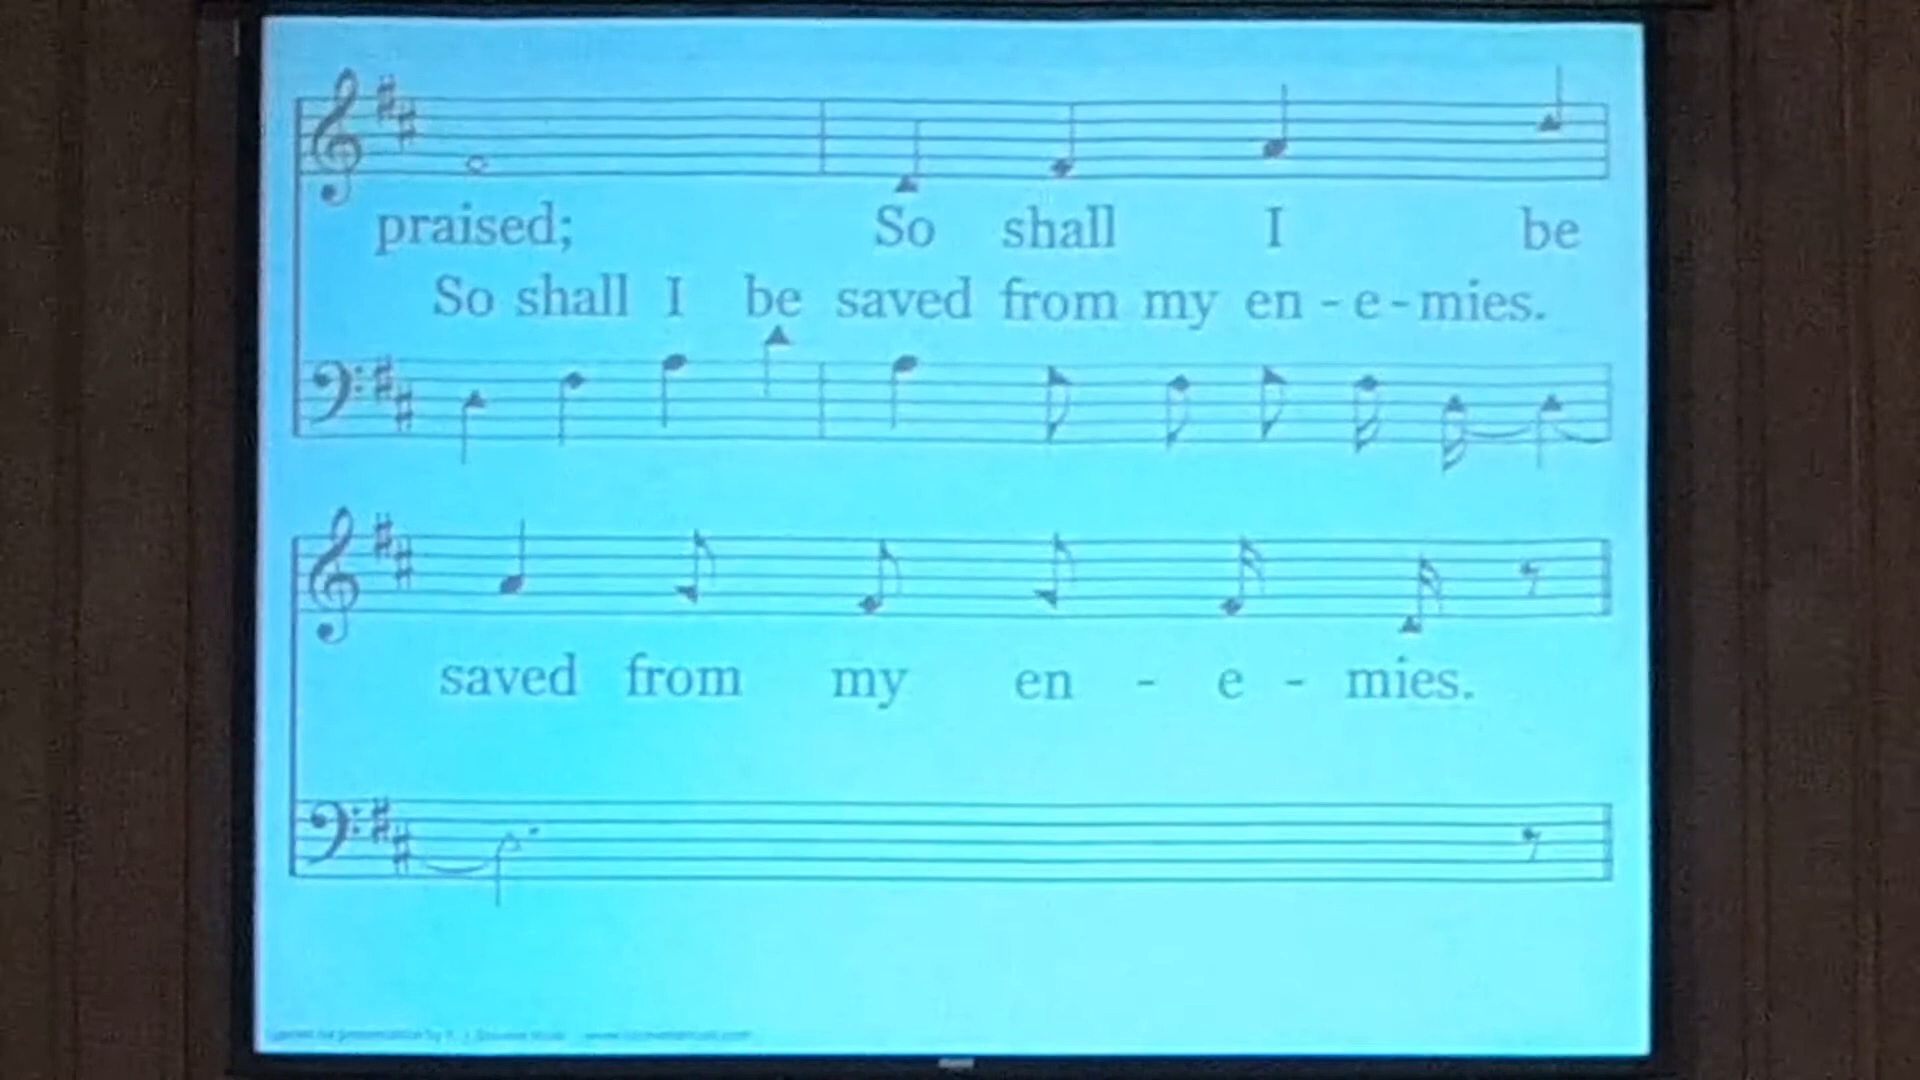 praised; So shall I be
So shall I be saved from my en - e - mies.
saved from my en - e - mies.